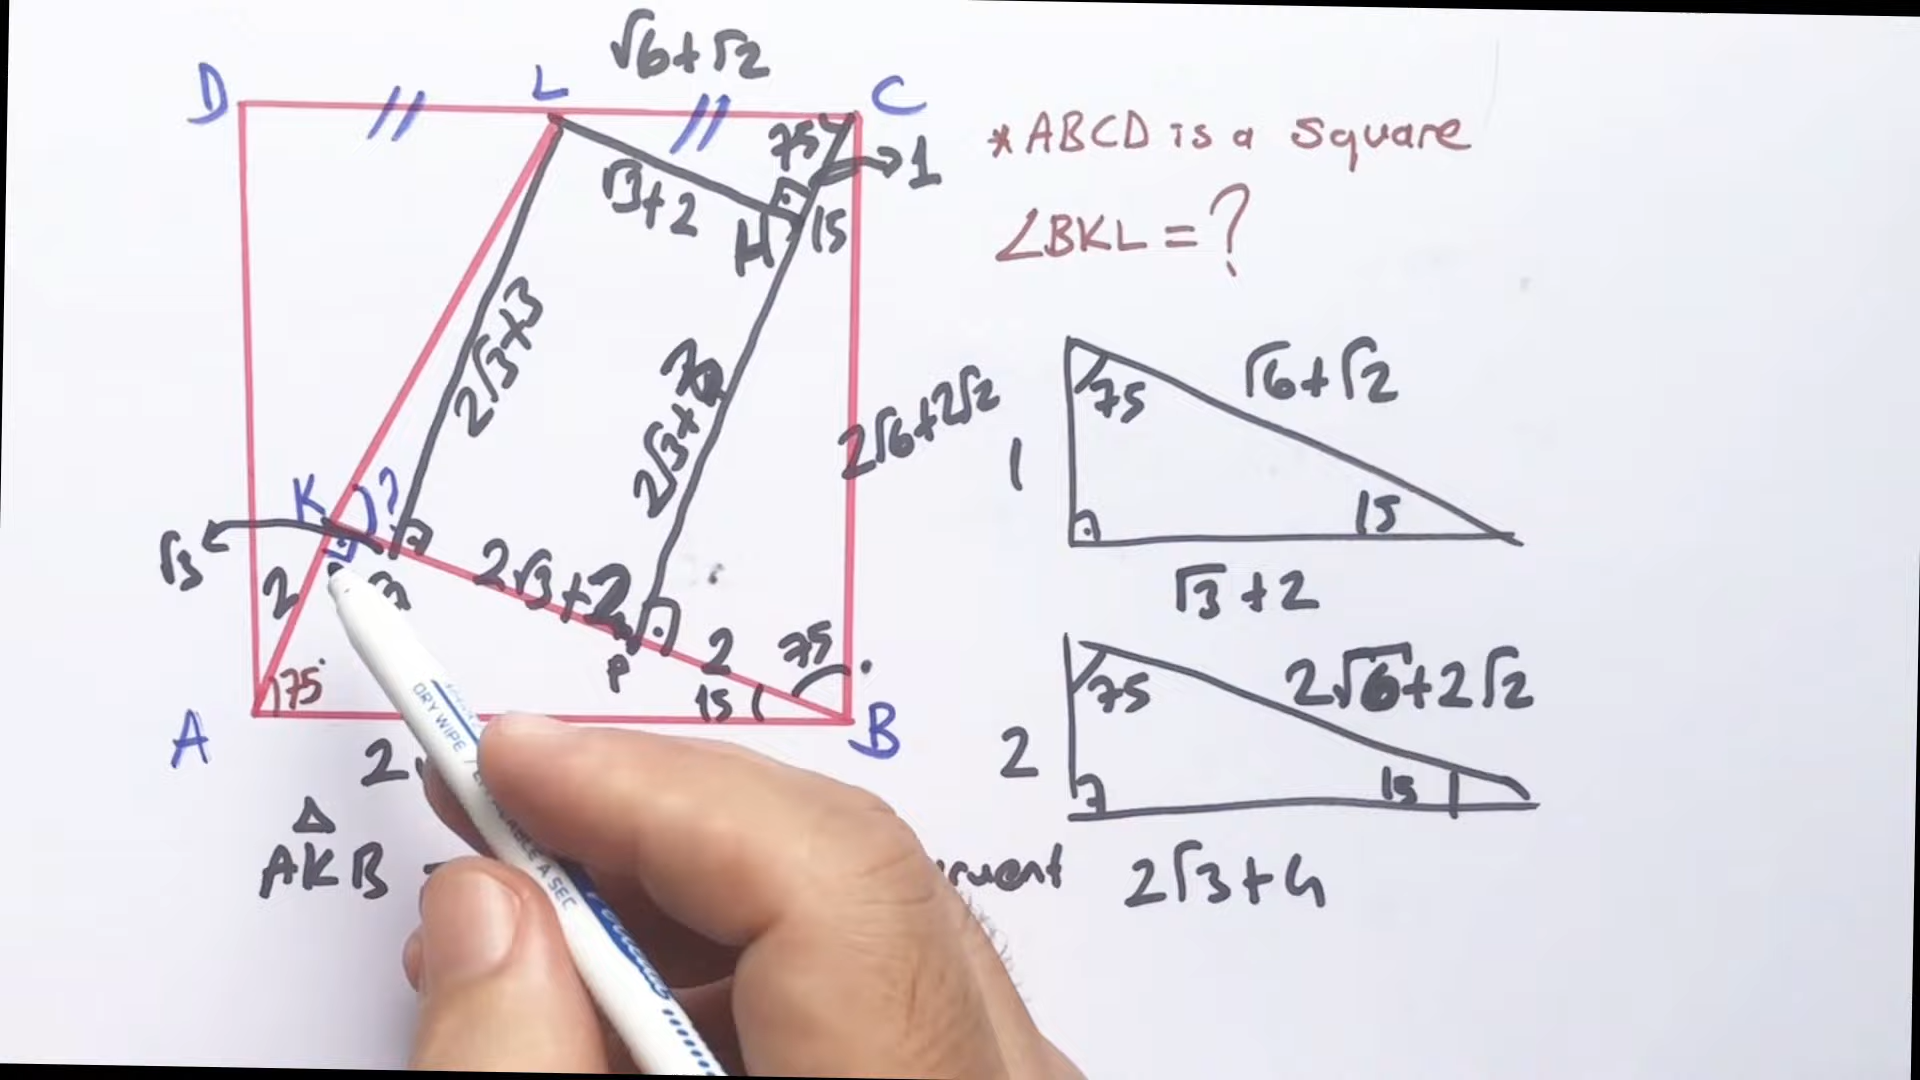 √6+√2
D
L
C
75
1
√3+2
H
15
*ABCD is a square
∠BKL = ?
2√3+3
2√3+
2√6+2√2
K
?
√3
2
2√3+2
P
2
15
75
75°
A
B
2
△
AKB
75
√6+√2
1
15
√3+2
75
2√6+2√2
2
15
2√3+4
DRY WIPE